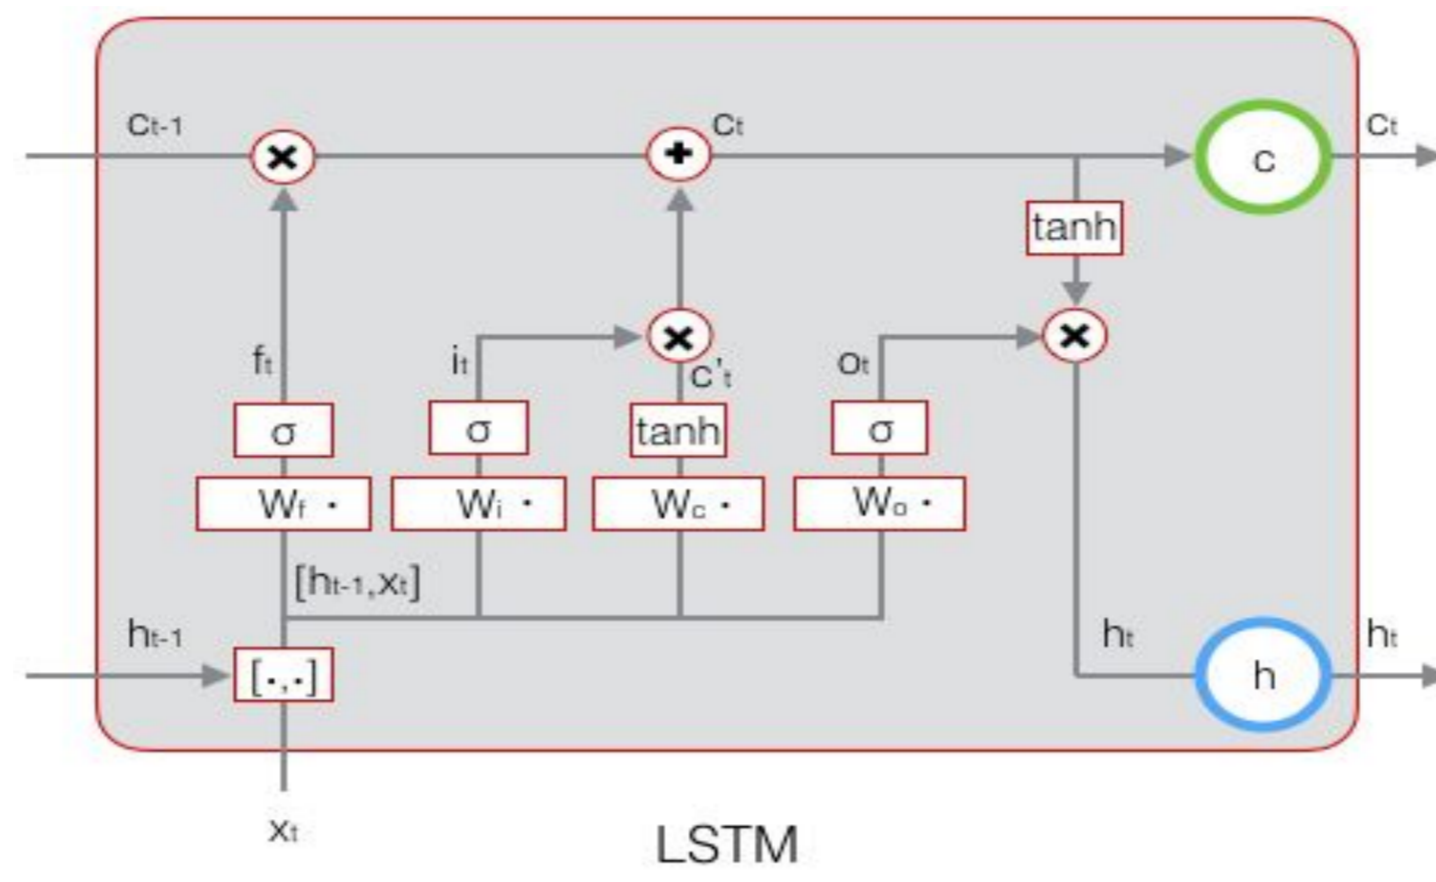 Ct-1 Ct c Ct
tanh
ft it c't ot
σ σ tanh σ
Wf · Wi · Wc · Wo ·
[ht-1,xt]
ht-1 ht h ht
[·,·]
xt
LSTM